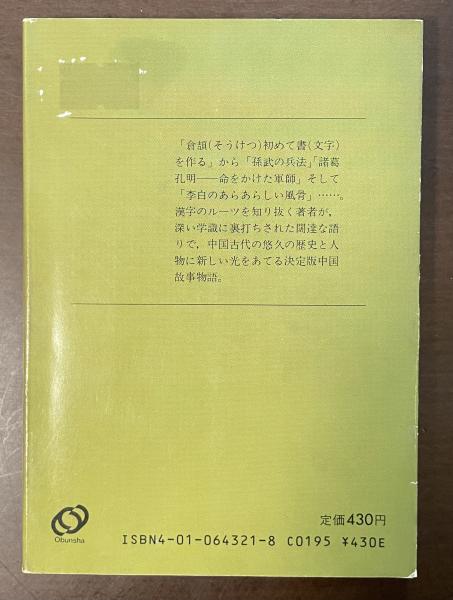 「倉頡(そうけつ)初めて書(文字)
を作る」から「孫武の兵法」「諸葛
孔明――命をかけた軍師」そして
「李白のあらあらしい風骨」……。
漢字のルーツを知り抜く著者が,
深い学識に裏打ちされた闊達な語
りで,中国古代の悠久の歴史と人
物に新しい光をあてる決定版中国
故事物語。
定価430円
Obunsha
ISBN4-01-064321-8 C0195 ¥430E